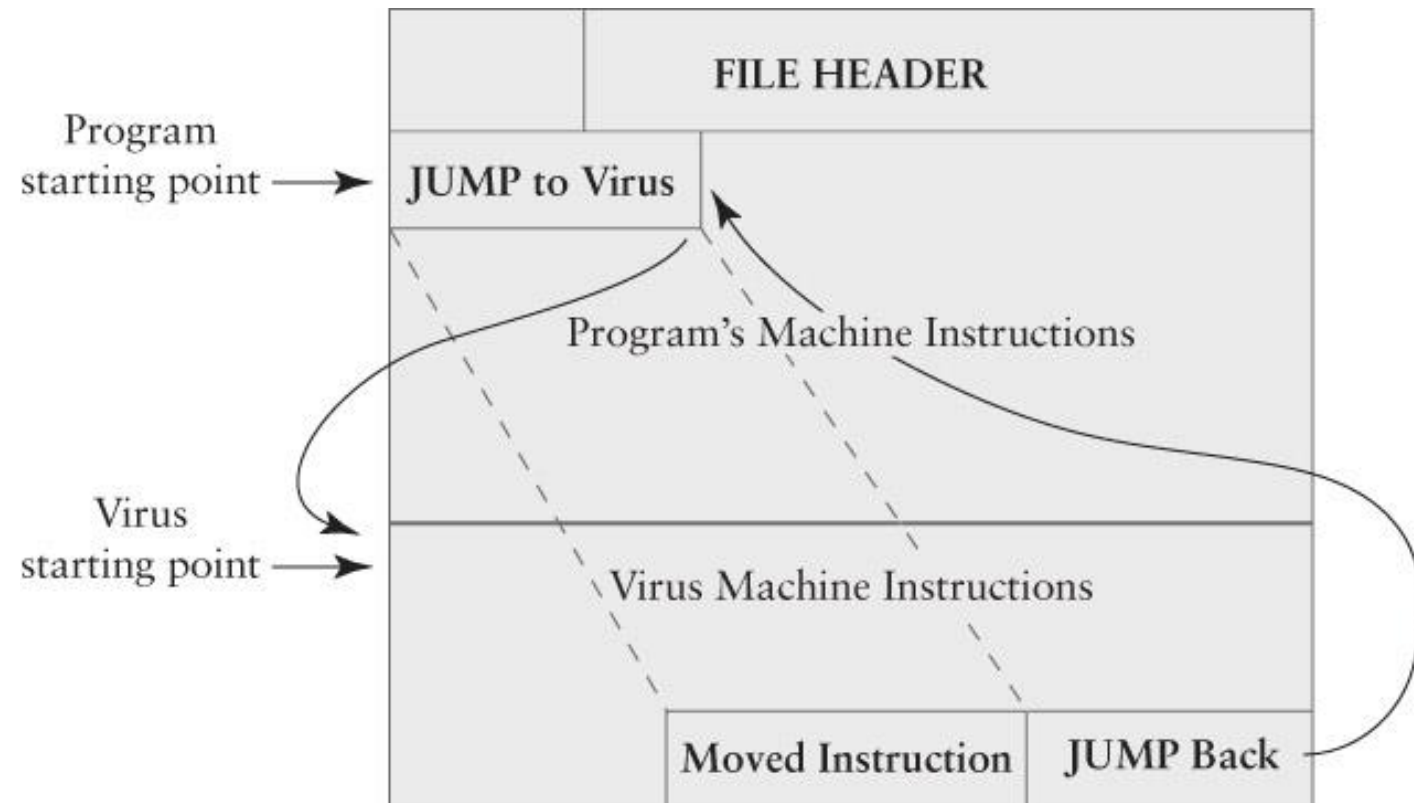 FILE HEADER
Program
starting point
JUMP to Virus
Program’s Machine Instructions
Virus
starting point
Virus Machine Instructions
Moved Instruction
JUMP Back